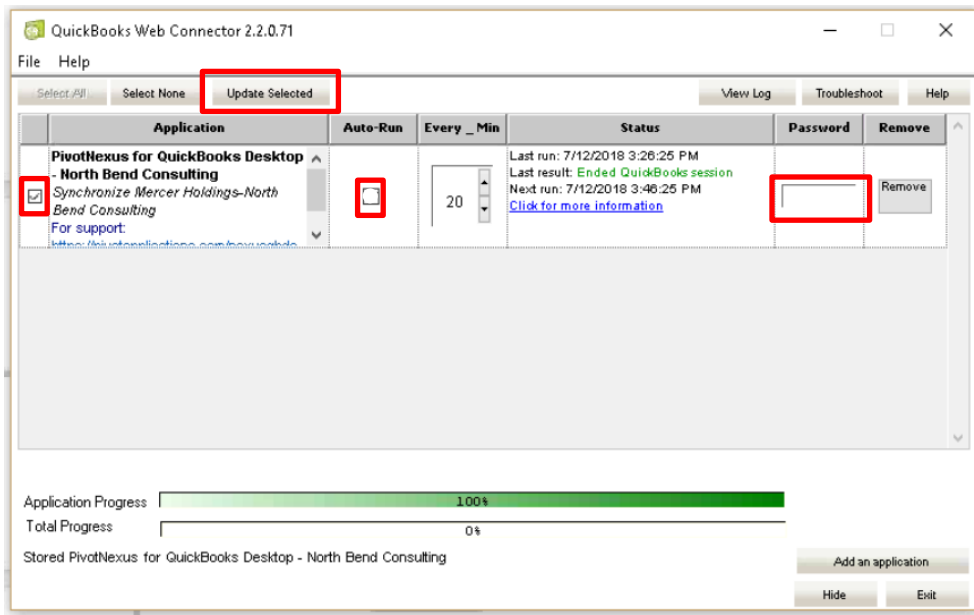 QuickBooks Web Connector 2.2.0.71
File Help
Select All Select None Update Selected View Log Troubleshoot Help
Application Auto-Run Every _ Min Status Password Remove
PivotNexus for QuickBooks Desktop
- North Bend Consulting
Synchronize Mercer Holdings-North
Bend Consulting
For support:
20
Last run: 7/12/2018 3:26:25 PM
Last result: Ended QuickBooks session
Next run: 7/12/2018 3:46:25 PM
Click for more information
Remove
Application Progress 100%
Total Progress 0%
Stored PivotNexus for QuickBooks Desktop - North Bend Consulting
Add an application
Hide Exit